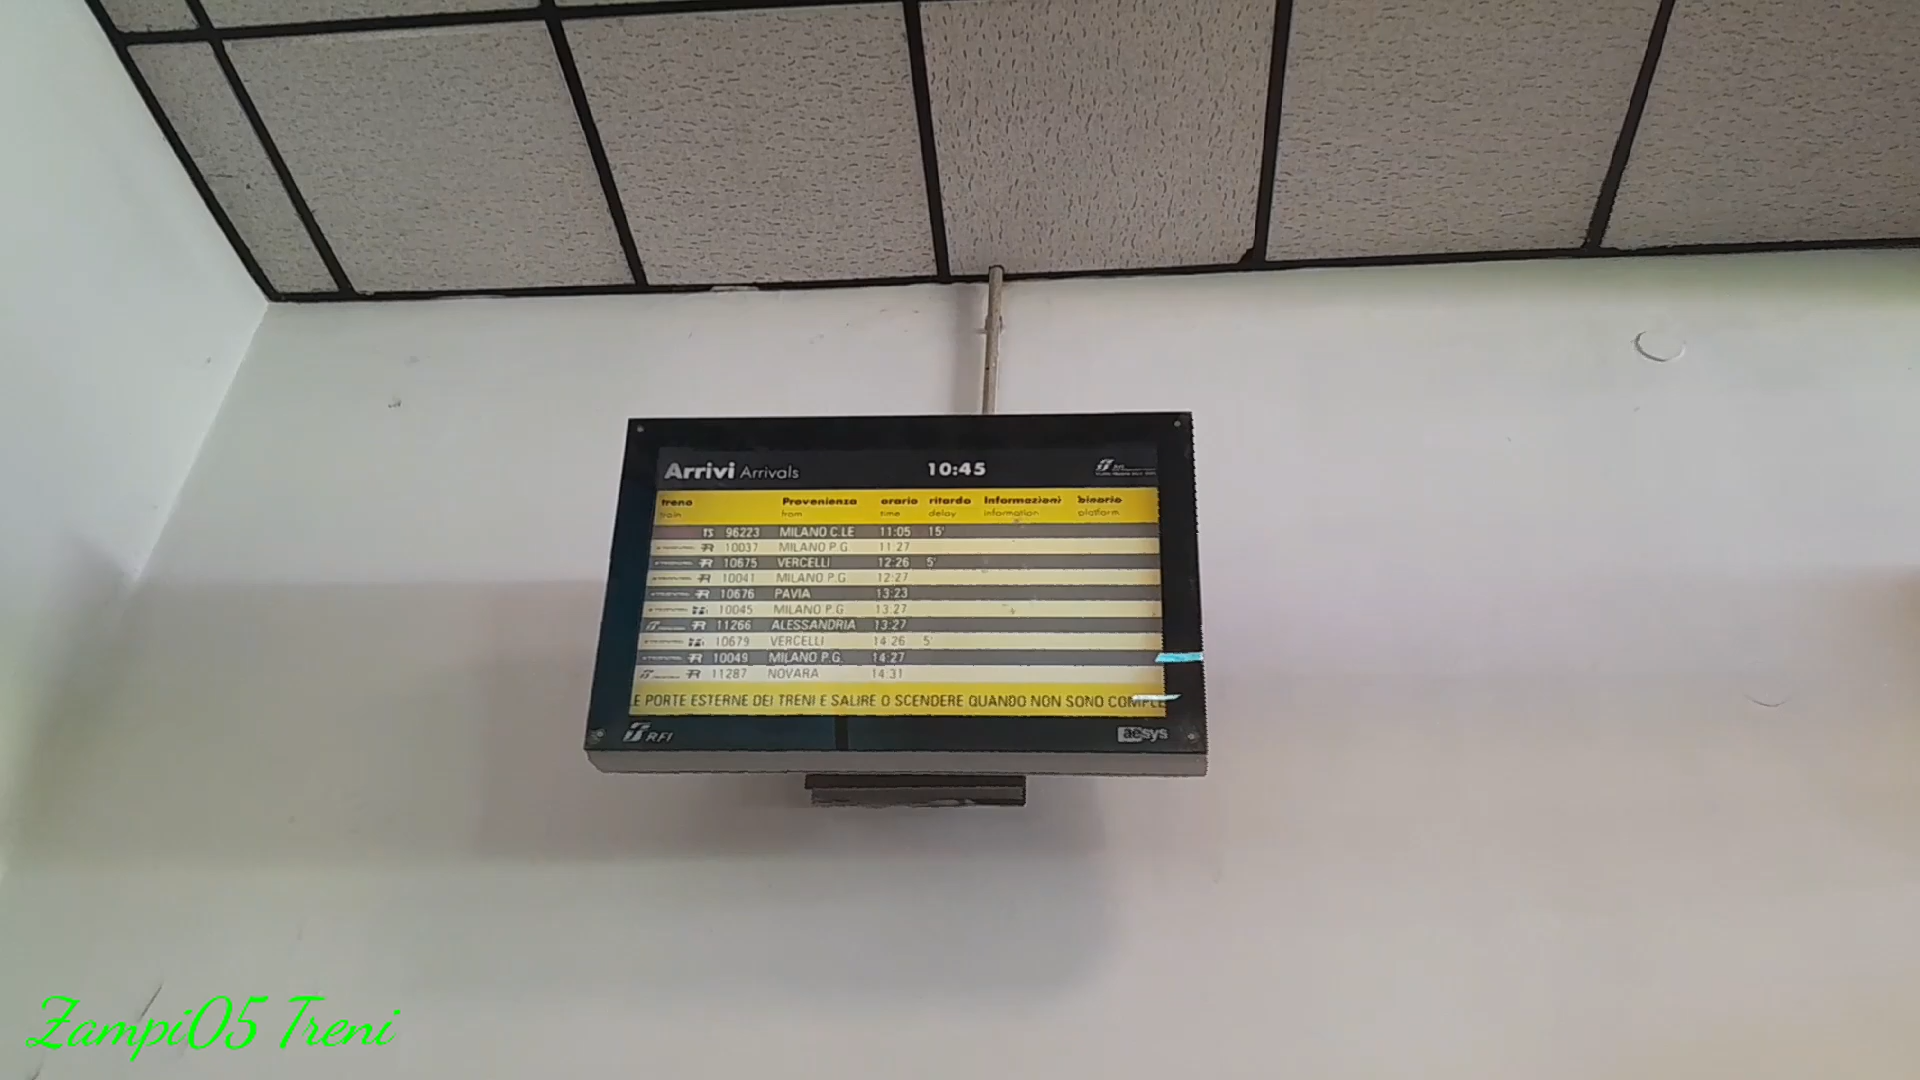 Arrivi Arrivals 10:45
treno Provenienza orario ritardo Informazioni binario
train from time delay information platform
TS 96223 MILANO C.LE 11:05 15'
R 10037 MILANO P.G. 11:27
R 10675 VERCELLI 12:26 5'
R 10041 MILANO P.G. 12:27
R 10676 PAVIA 13:23
10045 MILANO P.G. 13:27
R 11266 ALESSANDRIA 13:27
10679 VERCELLI 14:26 5'
R 10049 MILANO P.G. 14:27
R 11287 NOVARA 14:31
LE PORTE ESTERNE DEI TRENI E SALIRE O SCENDERE QUANDO NON SONO COMPLE
RFI aesys
Zampi05 Treni